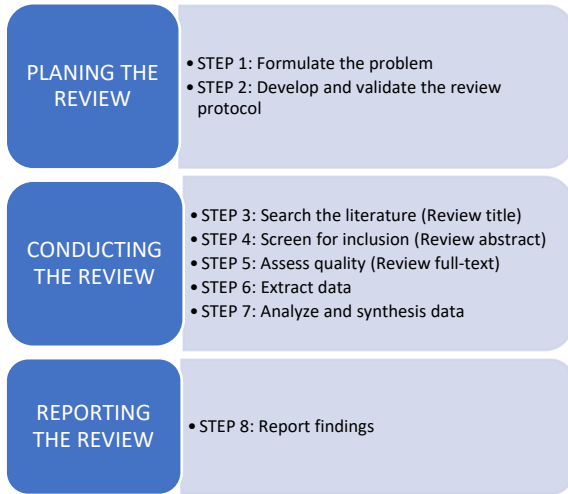 PLANING THE
REVIEW
• STEP 1: Formulate the problem
• STEP 2: Develop and validate the review
protocol
CONDUCTING
THE REVIEW
• STEP 3: Search the literature (Review title)
• STEP 4: Screen for inclusion (Review abstract)
• STEP 5: Assess quality (Review full-text)
• STEP 6: Extract data
• STEP 7: Analyze and synthesis data
REPORTING
THE REVIEW
• STEP 8: Report findings